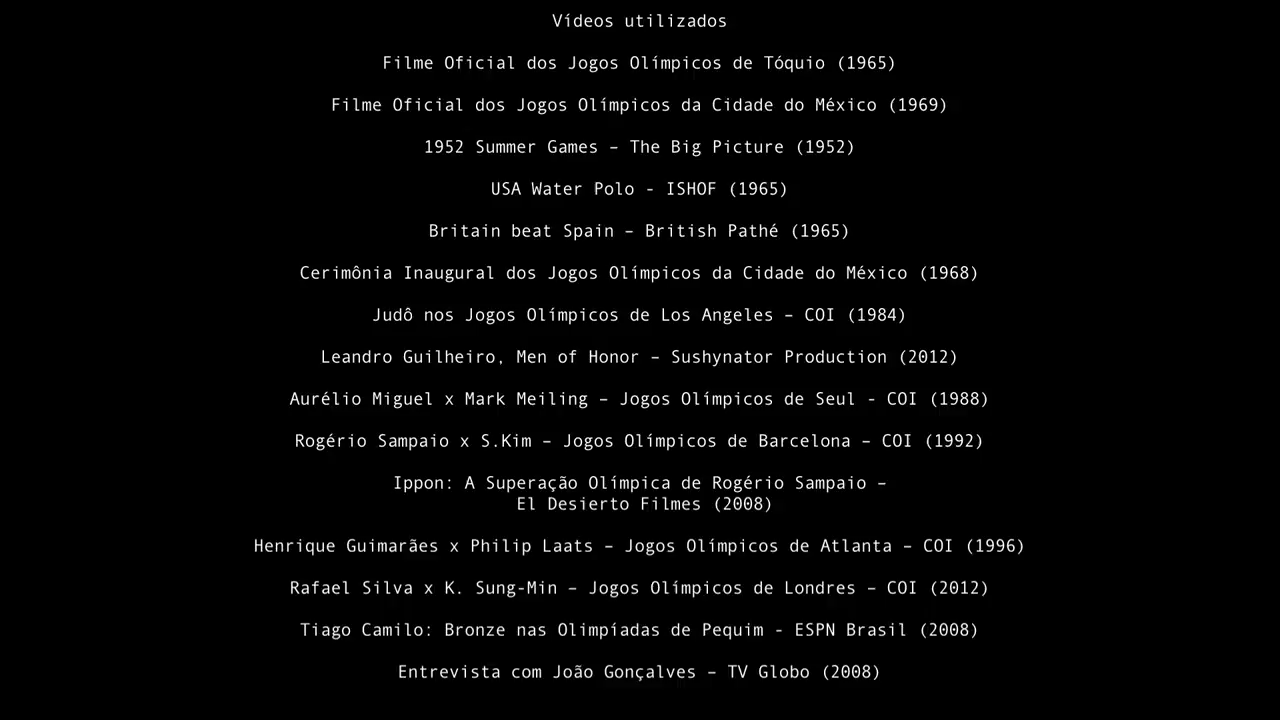 Vídeos utilizados
Filme Oficial dos Jogos Olímpicos de Tóquio (1965)
Filme Oficial dos Jogos Olímpicos da Cidade do México (1969)
1952 Summer Games – The Big Picture (1952)
USA Water Polo - ISHOF (1965)
Britain beat Spain – British Pathé (1965)
Cerimônia Inaugural dos Jogos Olímpicos da Cidade do México (1968)
Judô nos Jogos Olímpicos de Los Angeles – COI (1984)
Leandro Guilheiro, Men of Honor – Sushynator Production (2012)
Aurélio Miguel x Mark Meiling – Jogos Olímpicos de Seul - COI (1988)
Rogério Sampaio x S.Kim – Jogos Olímpicos de Barcelona – COI (1992)
Ippon: A Superação Olímpica de Rogério Sampaio –
El Desierto Filmes (2008)
Henrique Guimarães x Philip Laats – Jogos Olímpicos de Atlanta – COI (1996)
Rafael Silva x K. Sung-Min – Jogos Olímpicos de Londres – COI (2012)
Tiago Camilo: Bronze nas Olimpíadas de Pequim - ESPN Brasil (2008)
Entrevista com João Gonçalves – TV Globo (2008)